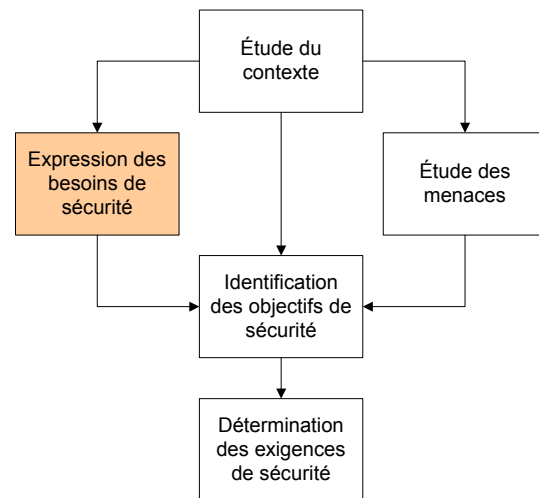 Étude du
contexte
Expression des
besoins de
sécurité
Étude des
menaces
Identification
des objectifs de
sécurité
Détermination
des exigences
de sécurité